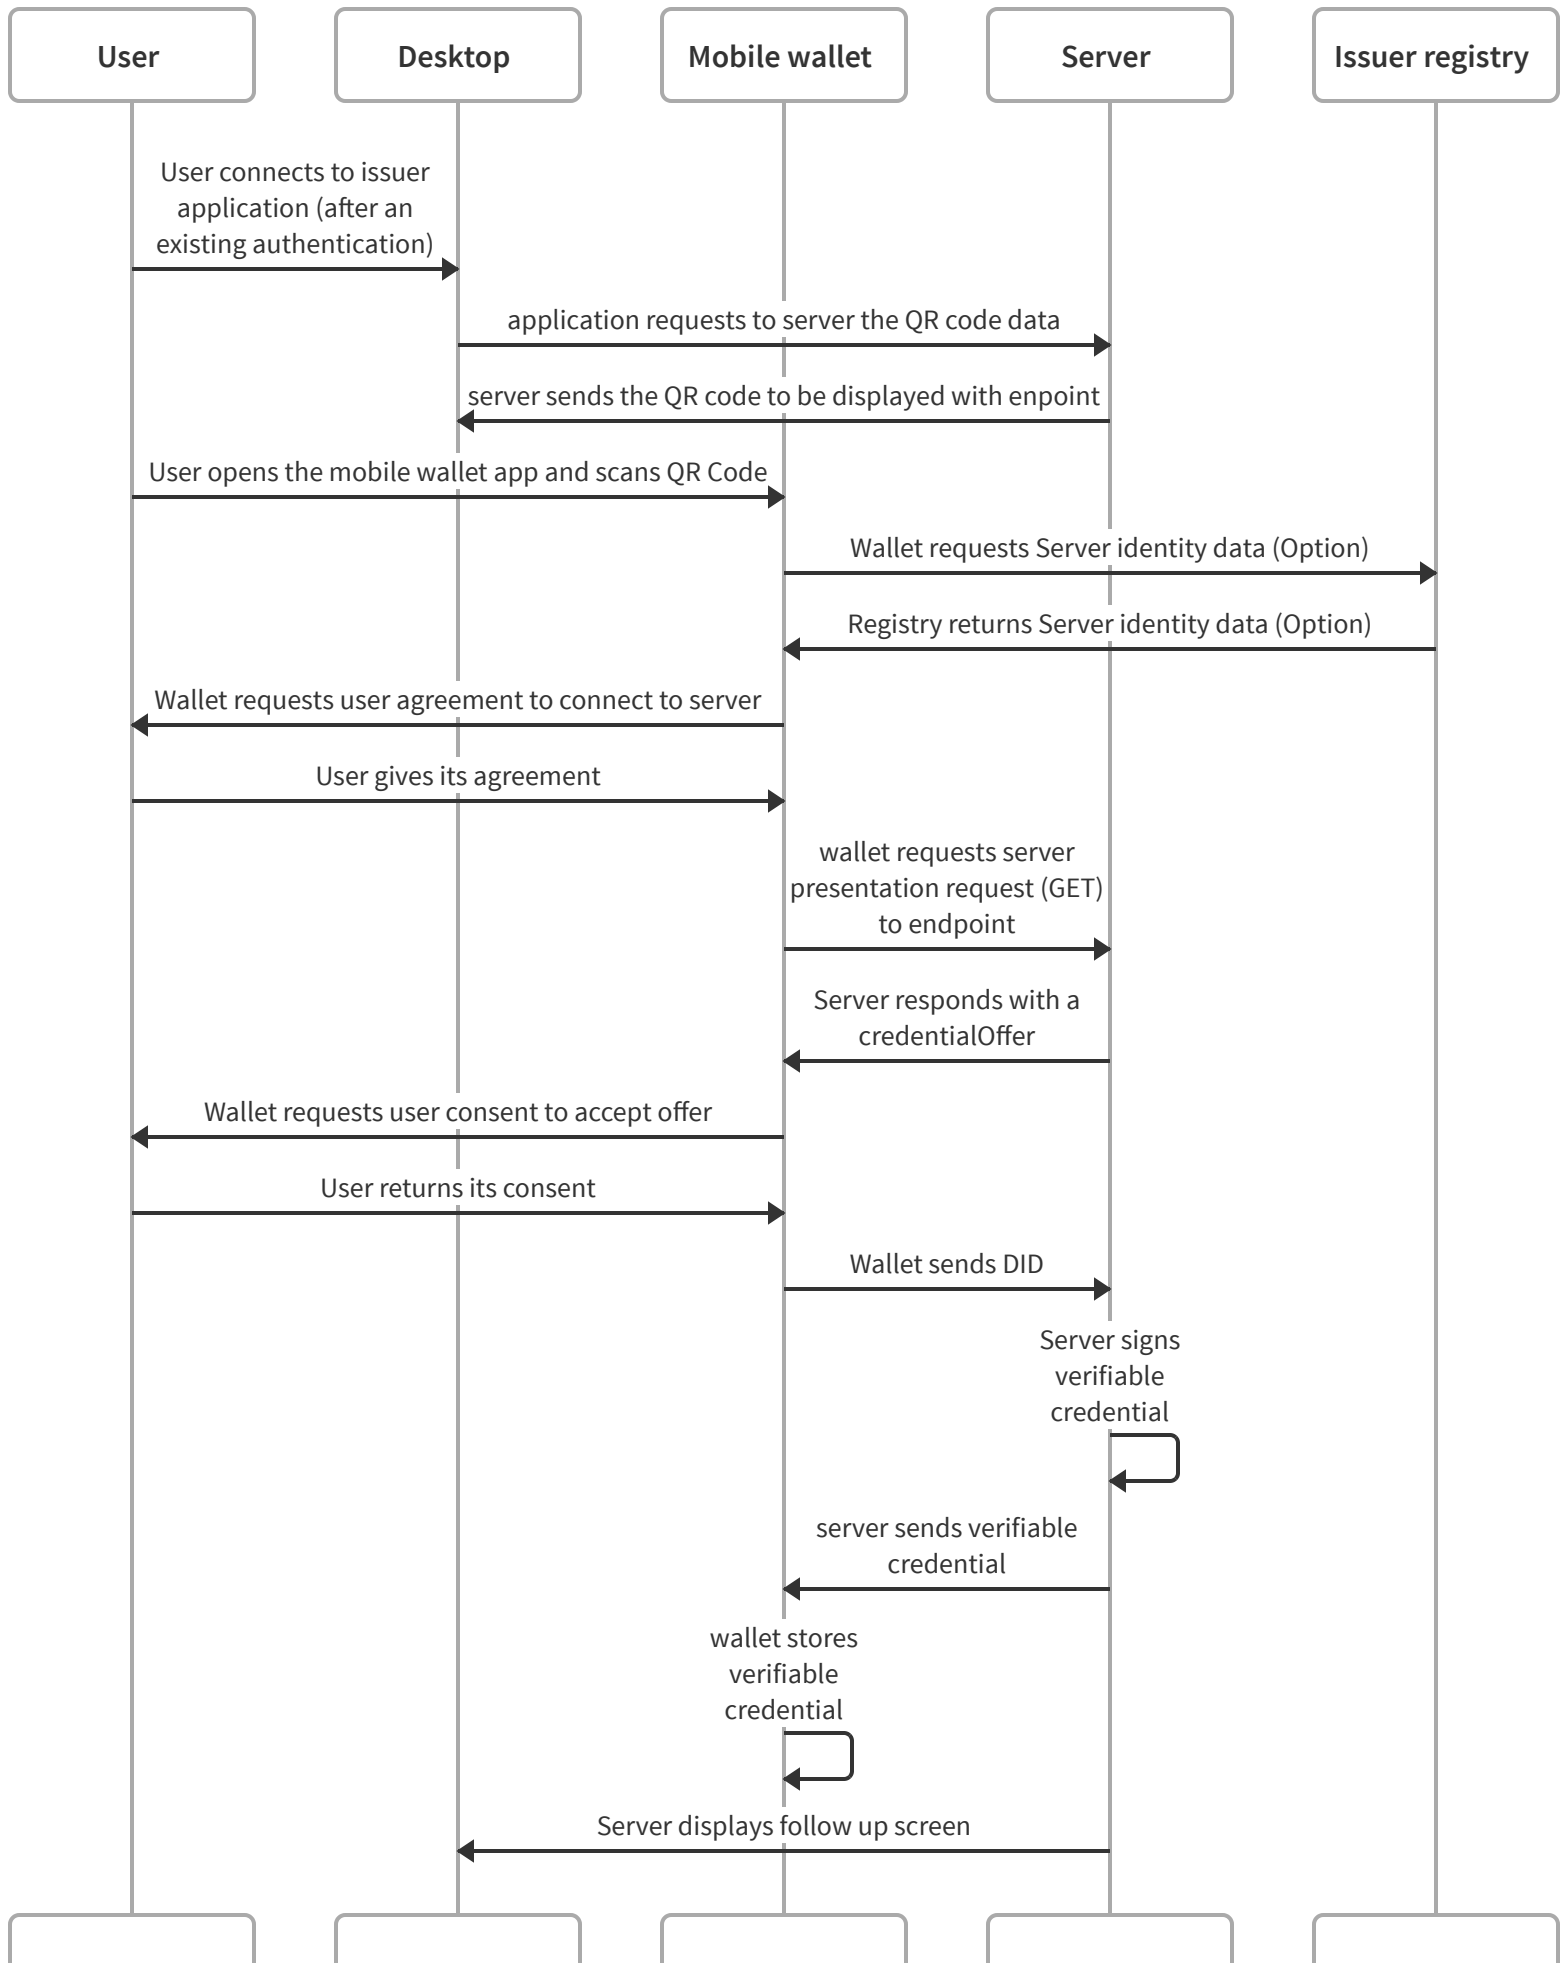 User
Desktop
Mobile wallet
Server
Issuer registry
User connects to issuer
application (after an
existing authentication)
application requests to server the QR code data
server sends the QR code to be displayed with enpoint
User opens the mobile wallet app and scans QR Code
Wallet requests Server identity data (Option)
Registry returns Server identity data (Option)
Wallet requests user agreement to connect to server
User gives its agreement
wallet requests server
presentation request (GET)
to endpoint
Server responds with a
credentialOffer
Wallet requests user consent to accept offer
User returns its consent
Wallet sends DID
Server signs
verifiable
credential
server sends verifiable
credential
wallet stores
verifiable
credential
Server displays follow up screen